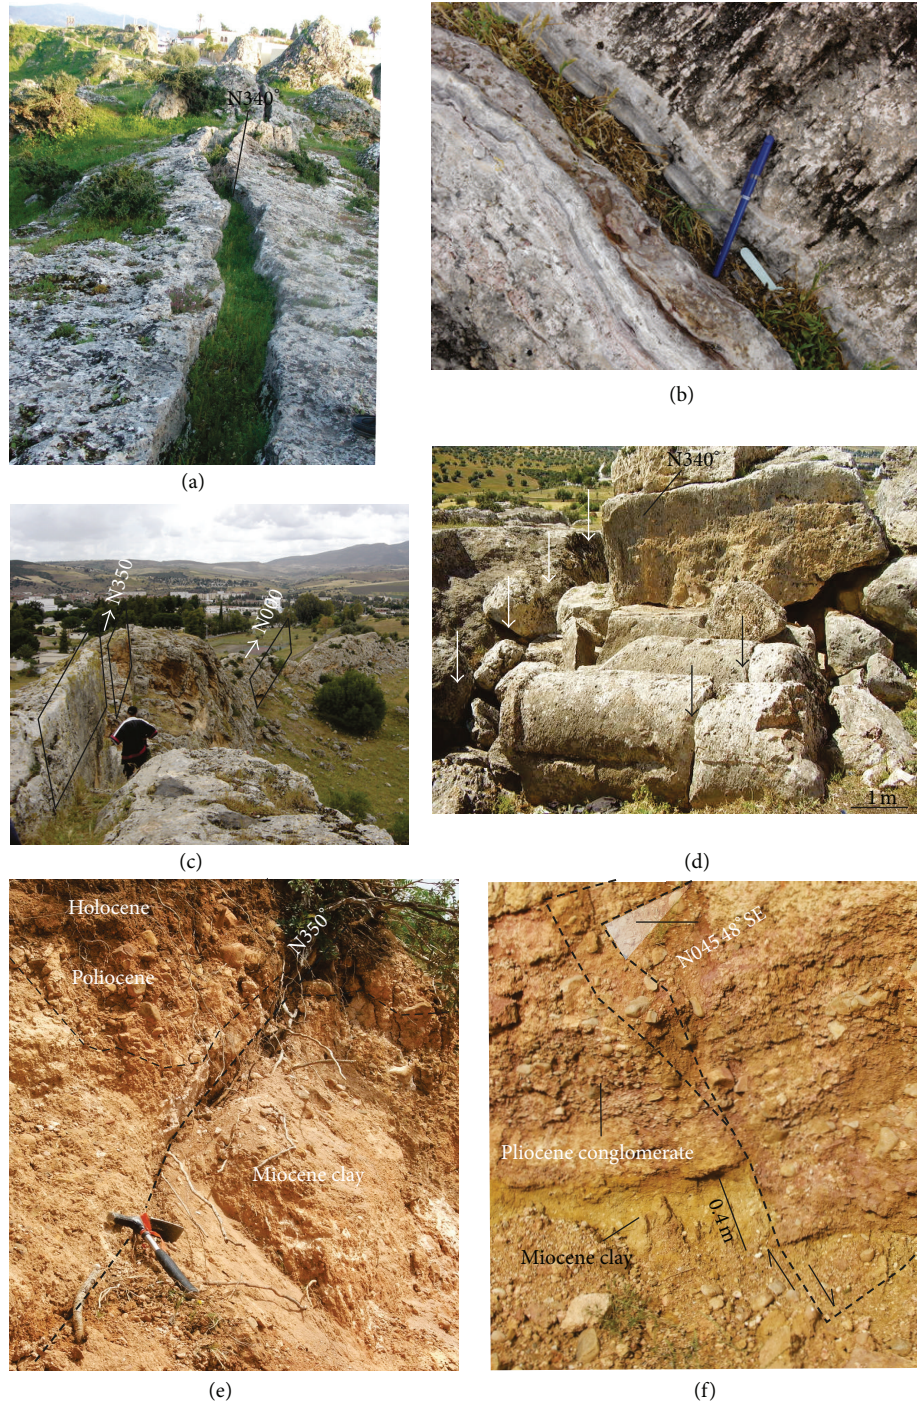 N340°
(a)
(b)
N350
N000
(c)
N340°
1 m
(d)
Holocene
Poliocene
N350°
Miocene clay
(e)
N045 48° SE
Pliocene conglomerate
0.4 m
Miocene clay
(f)